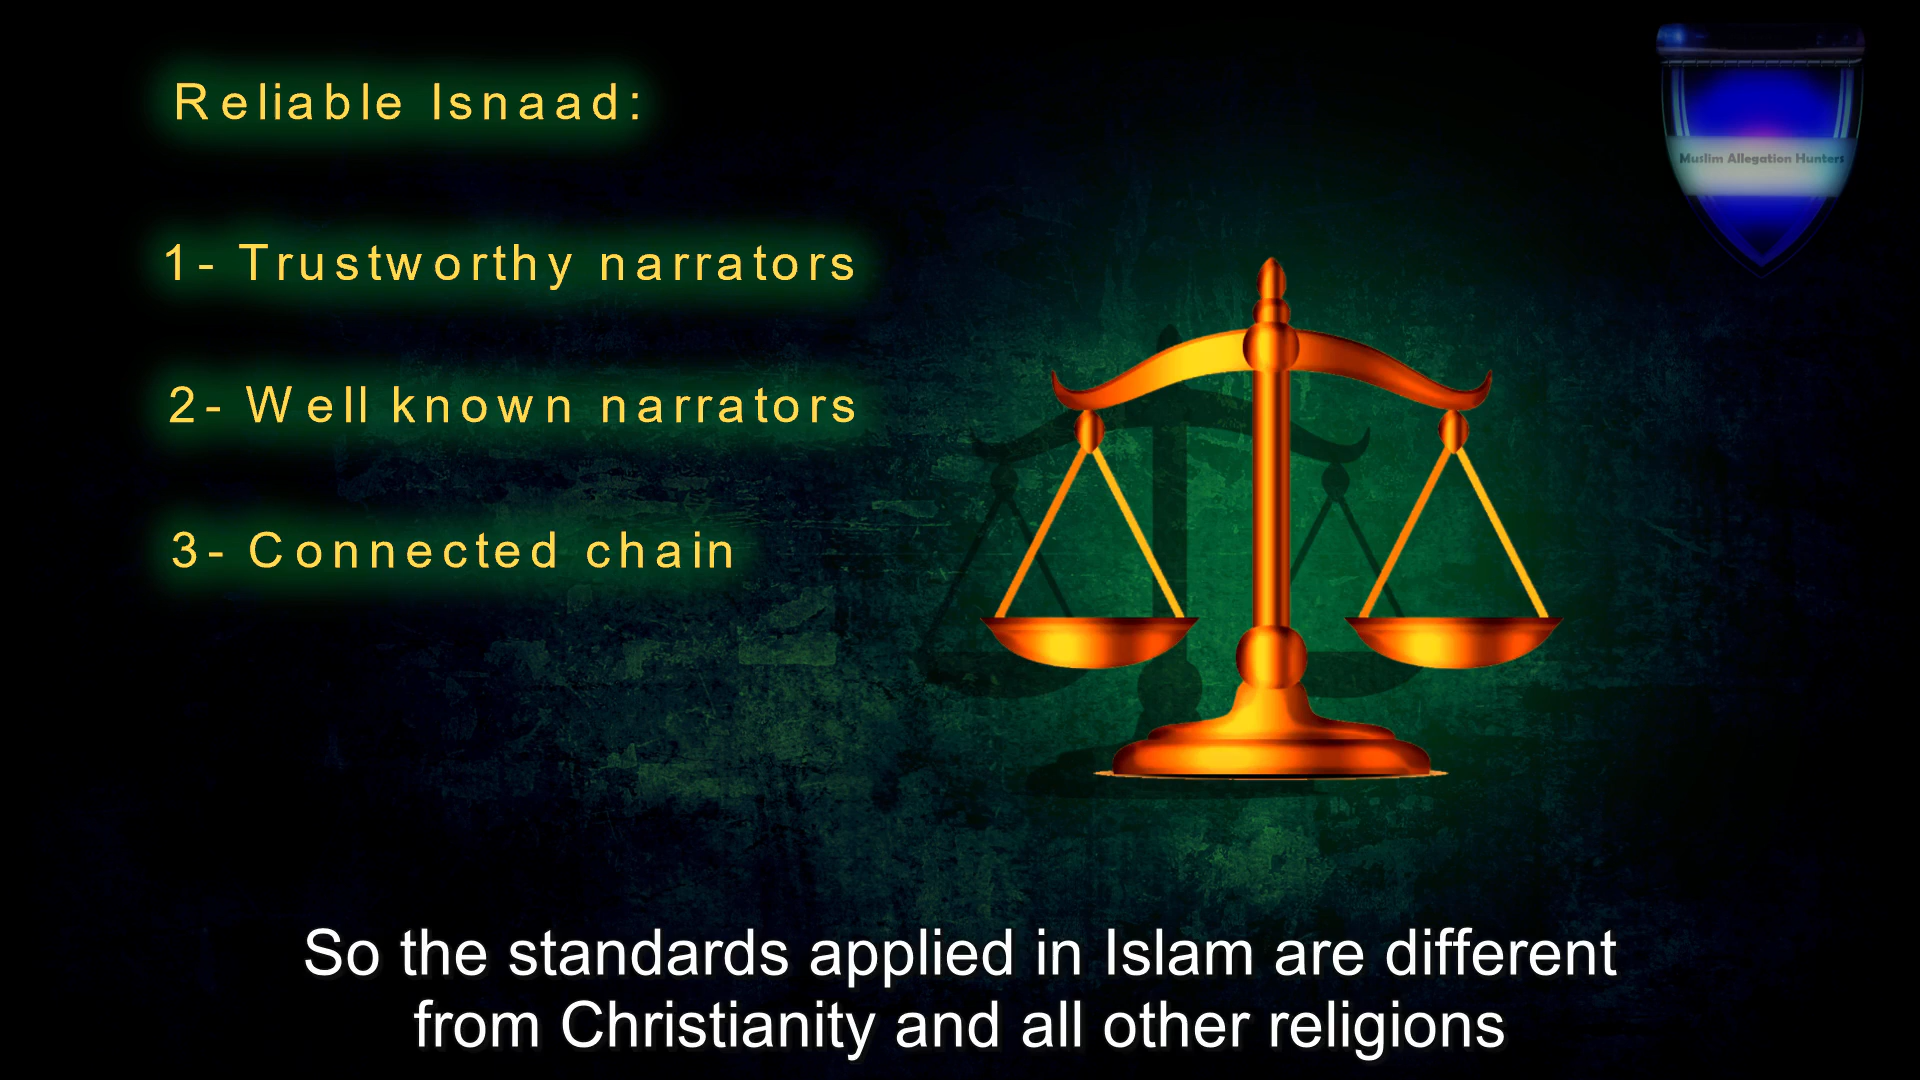 Reliable Isnaad:
Muslim Allegation Hunters
1- Trustworthy narrators
2- Well known narrators
3- Connected chain
So the standards applied in Islam are different
from Christianity and all other religions